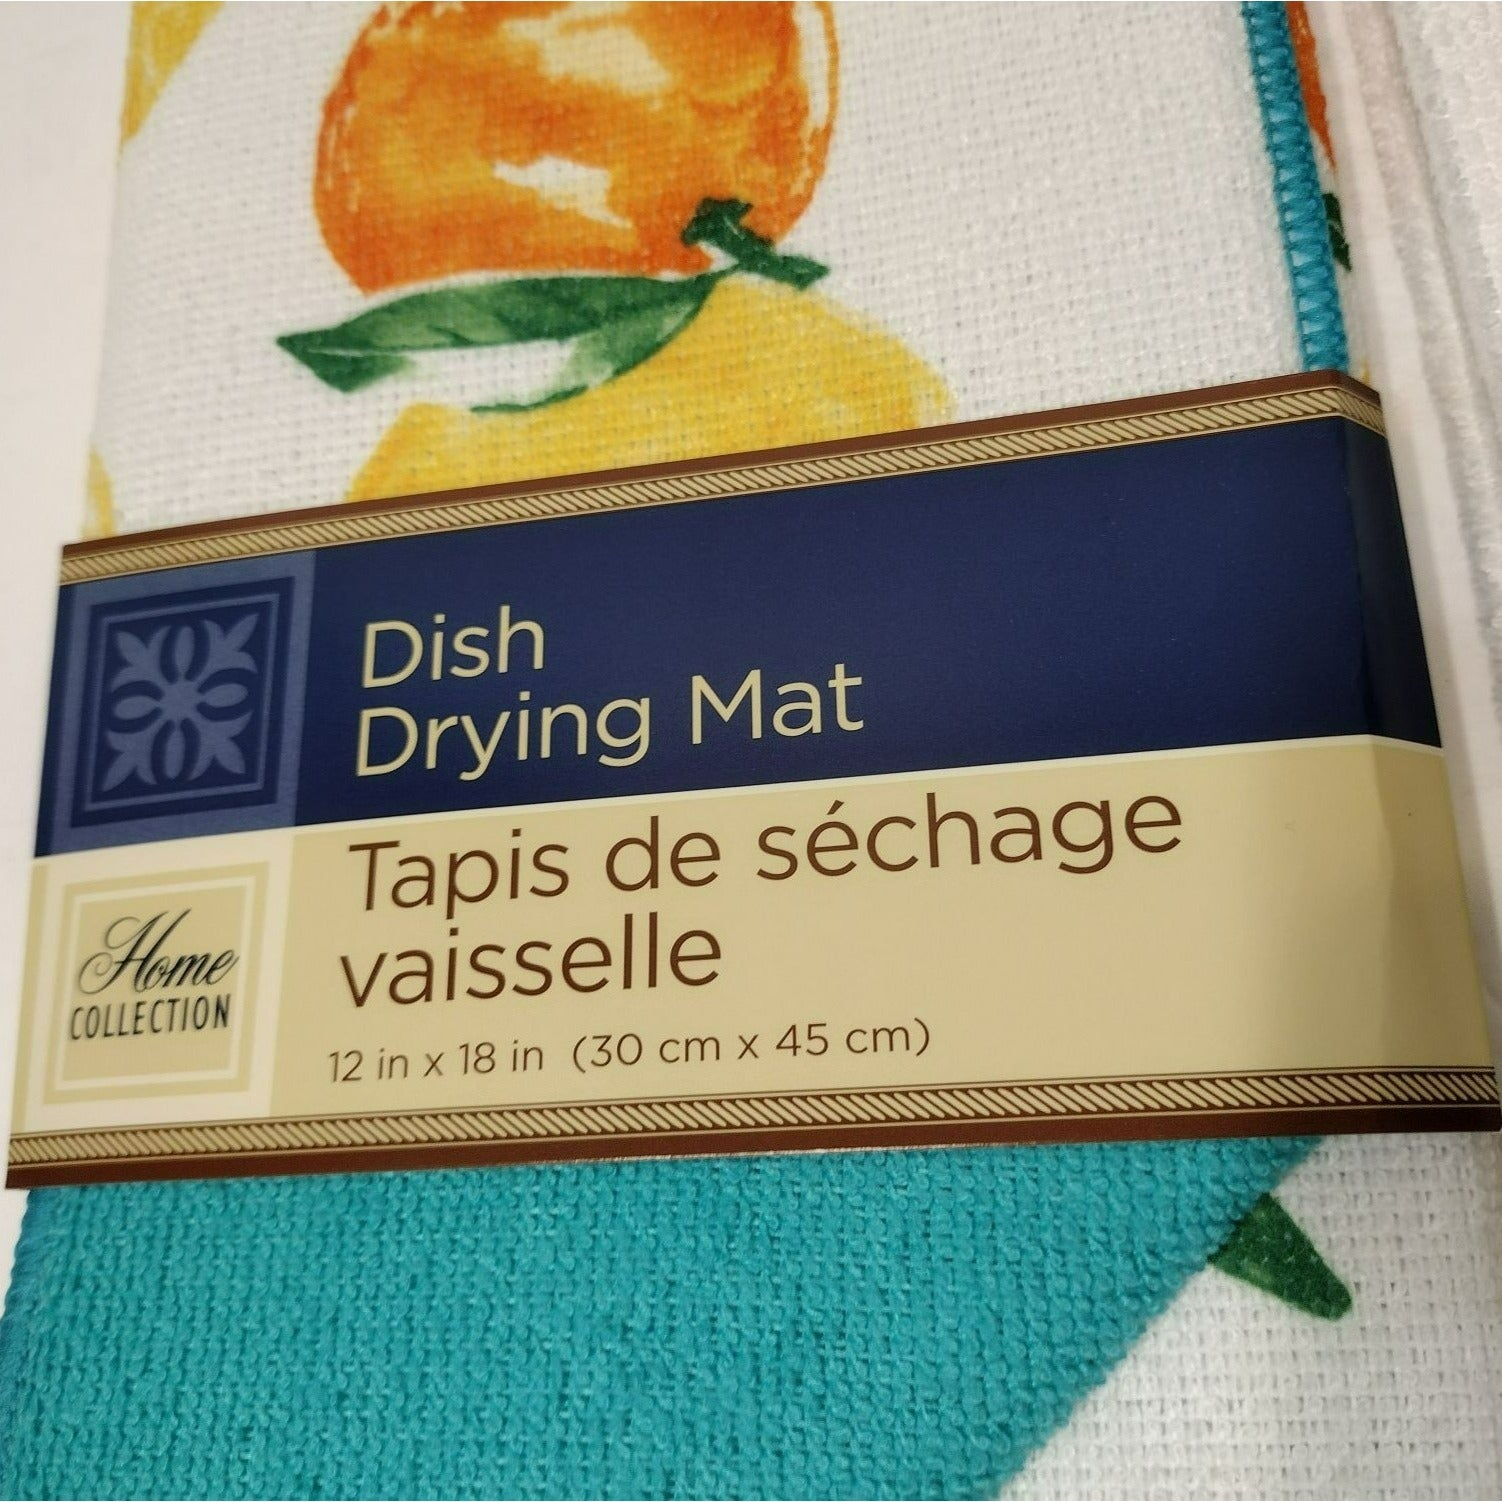 Dish
Drying Mat
Tapis de séchage
vaisselle
12 in x 18 in (30 cm x 45 cm)
Home
COLLECTION